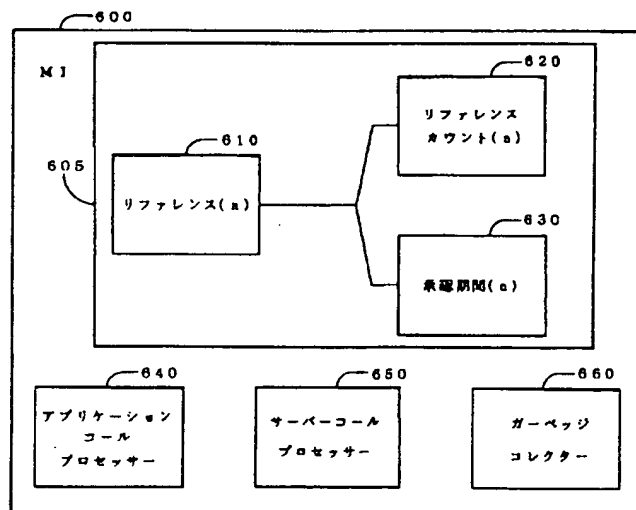 600
MI
620
リファレンス
カウント(n)
610
605
リファレンス(n)
630
承認期間(n)
640
アプリケーション
コール
プロセッサー
650
サーバーコール
プロセッサー
660
ガーベッジ
コレクター